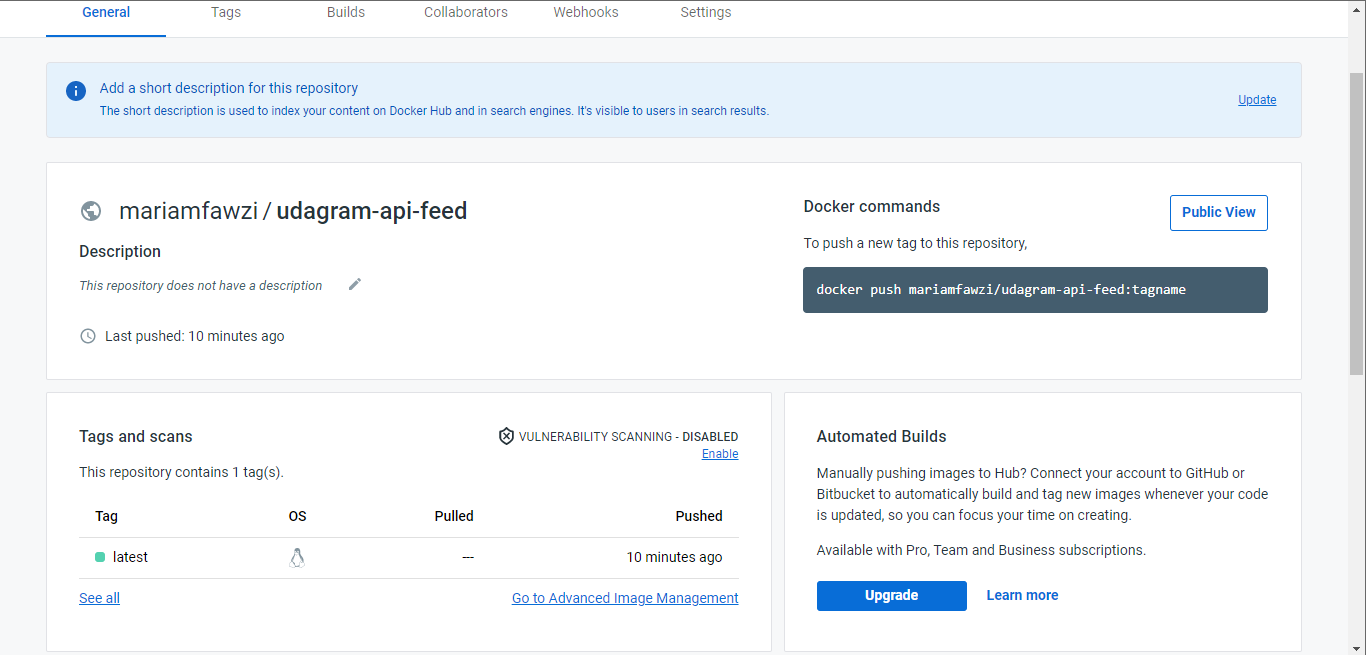 General Tags Builds Collaborators Webhooks Settings
Add a short description for this repository
The short description is used to index your content on Docker Hub and in search engines. It's visible to users in search results.
Update
mariamfawzi / udagram-api-feed
Description
This repository does not have a description
Last pushed: 10 minutes ago
Docker commands
Public View
To push a new tag to this repository,
docker push mariamfawzi/udagram-api-feed:tagname
Tags and scans
VULNERABILITY SCANNING - DISABLED
Enable
This repository contains 1 tag(s).
Tag OS Pulled Pushed
latest --- 10 minutes ago
See all
Go to Advanced Image Management
Automated Builds
Manually pushing images to Hub? Connect your account to GitHub or
Bitbucket to automatically build and tag new images whenever your code
is updated, so you can focus your time on creating.
Available with Pro, Team and Business subscriptions.
Upgrade Learn more